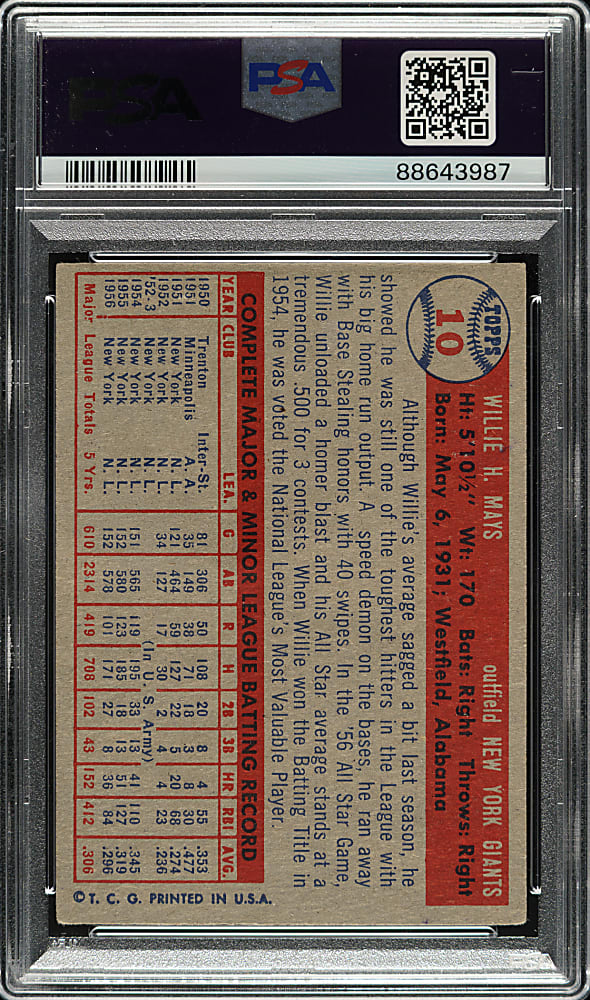 PSA
PSA
88643987
TOPPS
10
WILLIE H. MAYS outfield NEW YORK GIANTS
Ht: 5'10½" Wt: 170 Bats: Right Throws: Right
Born: May 6, 1931; Westfield, Alabama
Although Willie's average sagged a bit last season, he
showed he was still one of the toughest hitters in the League with
his big home run output. A speed demon on the bases, he ran away
with Base Stealing honors with 40 swipes. In the '56 All Star Game,
Willie unloaded a homer blast and his All Star average stands at a
tremendous .500 for 3 contests. When Willie won the Batting Title in
1954, he was voted the National League's Most Valuable Player.
COMPLETE MAJOR & MINOR LEAGUE BATTING RECORD
YEAR CLUB LEA. G AB R H 2B 3B HR RBI AVG.
1950 Trenton Inter-St. 81 306 50 108 20 8 4 55 .353
1951 Minneapolis A. A. 35 149 38 71 18 3 8 30 .477
1951 New York N. L. 121 464 59 127 22 5 20 68 .274
1952 New York N. L. 34 127 17 30 2 4 4 23 .236
'52-3 (In U. S. Army)
1954 New York N. L. 151 565 119 195 33 13 41 110 .345
1955 New York N. L. 152 580 123 185 18 13 51 127 .319
1956 New York N. L. 152 578 101 171 27 8 36 84 .296
Major League Totals 5 Yrs. 610 2314 419 708 102 43 152 412 .306
© T. C. G. PRINTED IN U.S.A.